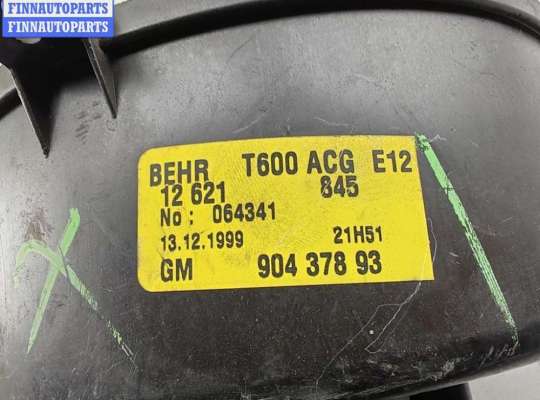 FINNAUTOPARTS
FINNAUTOPARTS
BEHR T600 ACG E12
12 621 845
No : 064341
13.12.1999 21H51
GM 904 378 93